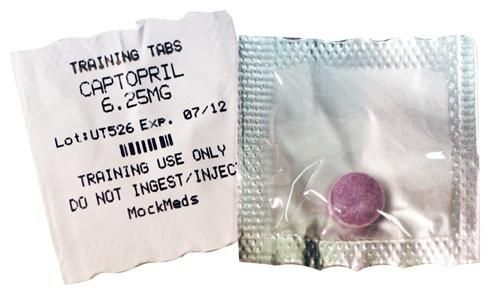 TRAINING TABS
CAPTOPRIL
6.25MG
Lot:UT526 Exp. 07/12
TRAINING USE ONLY
DO NOT INGEST/INJECT
MockMeds